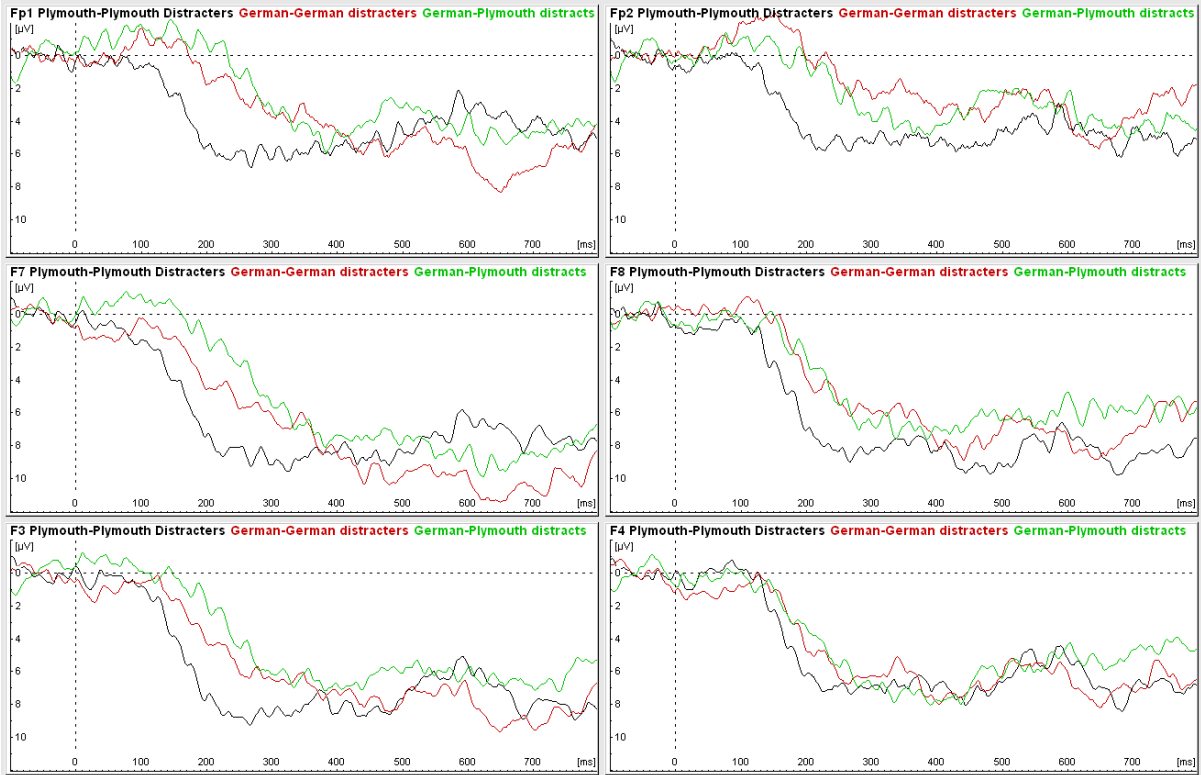 Fp1 Plymouth-Plymouth Distracters German-German distracters German-Plymouth distracts
[µV]
0
2
4
6
8
10
0 100 200 300 400 500 600 700 [ms]
Fp2 Plymouth-Plymouth Distracters German-German distracters German-Plymouth distracts
[µV]
0
2
4
6
8
10
0 100 200 300 400 500 600 700 [ms]
F7 Plymouth-Plymouth Distracters German-German distracters German-Plymouth distracts
[µV]
0
2
4
6
8
10
0 100 200 300 400 500 600 700 [ms]
F8 Plymouth-Plymouth Distracters German-German distracters German-Plymouth distracts
[µV]
0
2
4
6
8
10
0 100 200 300 400 500 600 700 [ms]
F3 Plymouth-Plymouth Distracters German-German distracters German-Plymouth distracts
[µV]
0
2
4
6
8
10
0 100 200 300 400 500 600 700 [ms]
F4 Plymouth-Plymouth Distracters German-German distracters German-Plymouth distracts
[µV]
0
2
4
6
8
10
0 100 200 300 400 500 600 700 [ms]